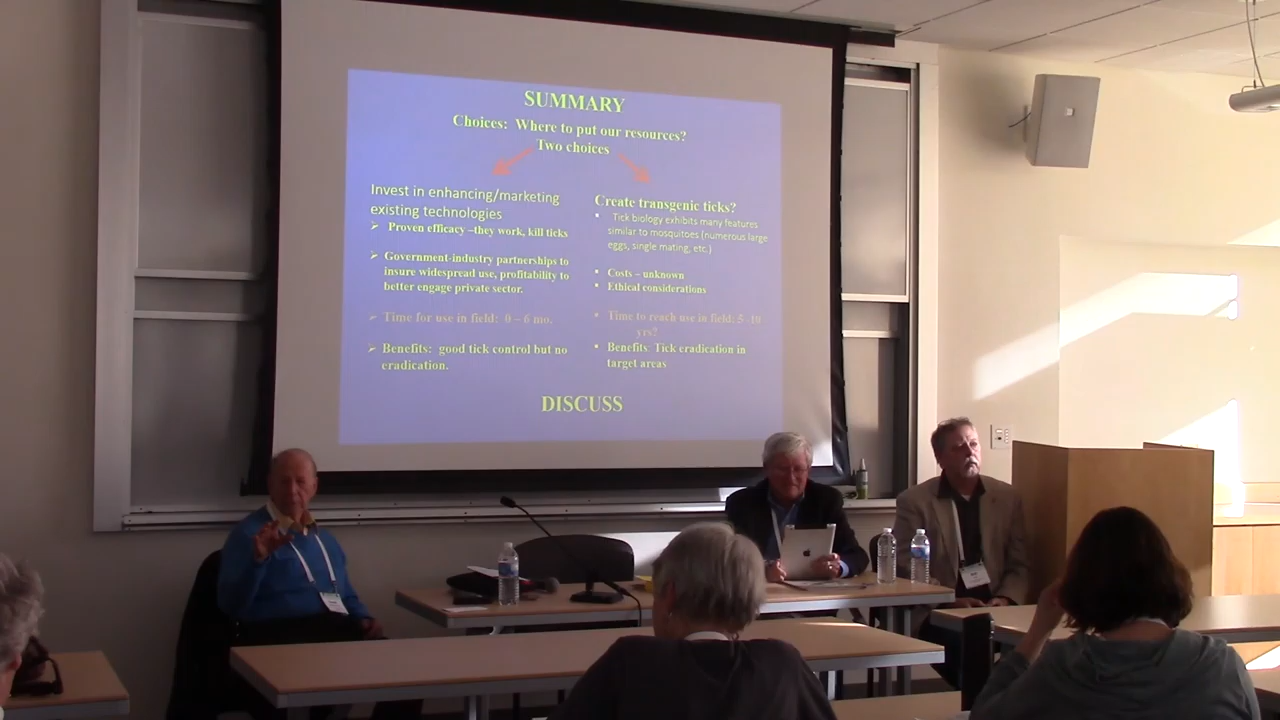 SUMMARY
Choices: Where to put our resources?
Two choices
Invest in enhancing/marketing
existing technologies
➢ Proven efficacy –they work, kill ticks
➢ Government-industry partnerships to
insure widespread use, profitability to
better engage private sector.
➢ Time for use in field: 0 – 6 mo.
➢ Benefits: good tick control but no
eradication.
Create transgenic ticks?
▪ Tick biology exhibits many features
similar to mosquitoes (numerous large
eggs, single mating, etc.)
▪ Costs – unknown
▪ Ethical considerations
▪ Time to reach use in field: 5 -10
yrs?
▪ Benefits: Tick eradication in
target areas
DISCUSS